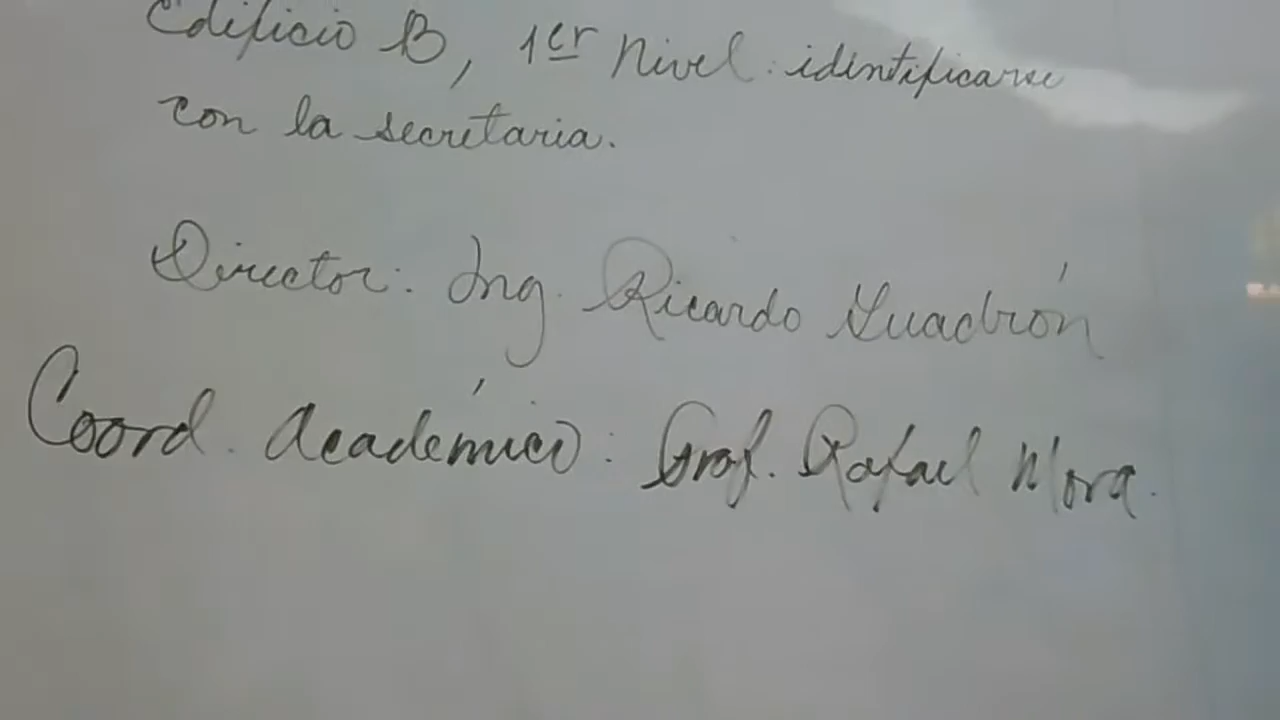 Edificio B, 1er Nivel: identificarse
con la secretaria.
Director: Ing. Ricardo Guadrón
Coord. Académico: Prof. Rafael Mora.